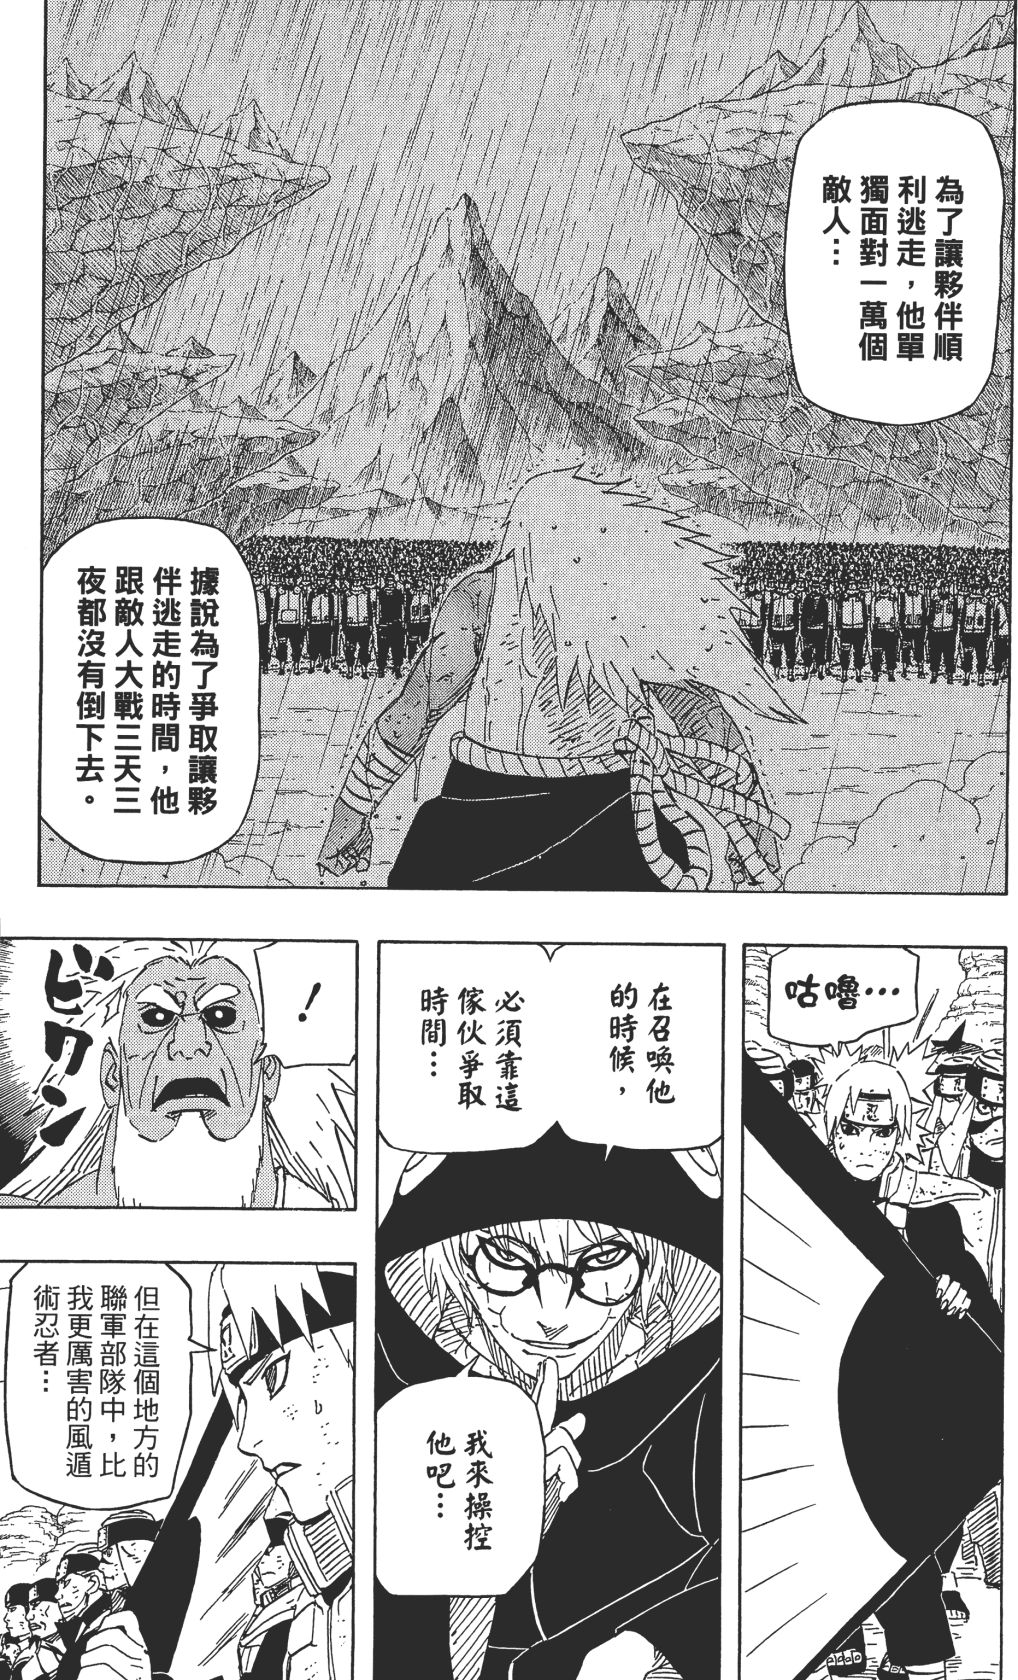 為了讓夥伴順
利逃走，他單
獨面對一萬個
敵人…
據說為了爭取讓夥
伴逃走的時間，他
跟敵人大戰三天三
夜都沒有倒下去。
咕嚕…
在召喚他
的時候，
必須靠這
傢伙爭取
時間…
我來操控
他吧…
！
ビクン
但在這個地方的
聯軍部隊中，比
我更厲害的風遁
術忍者…